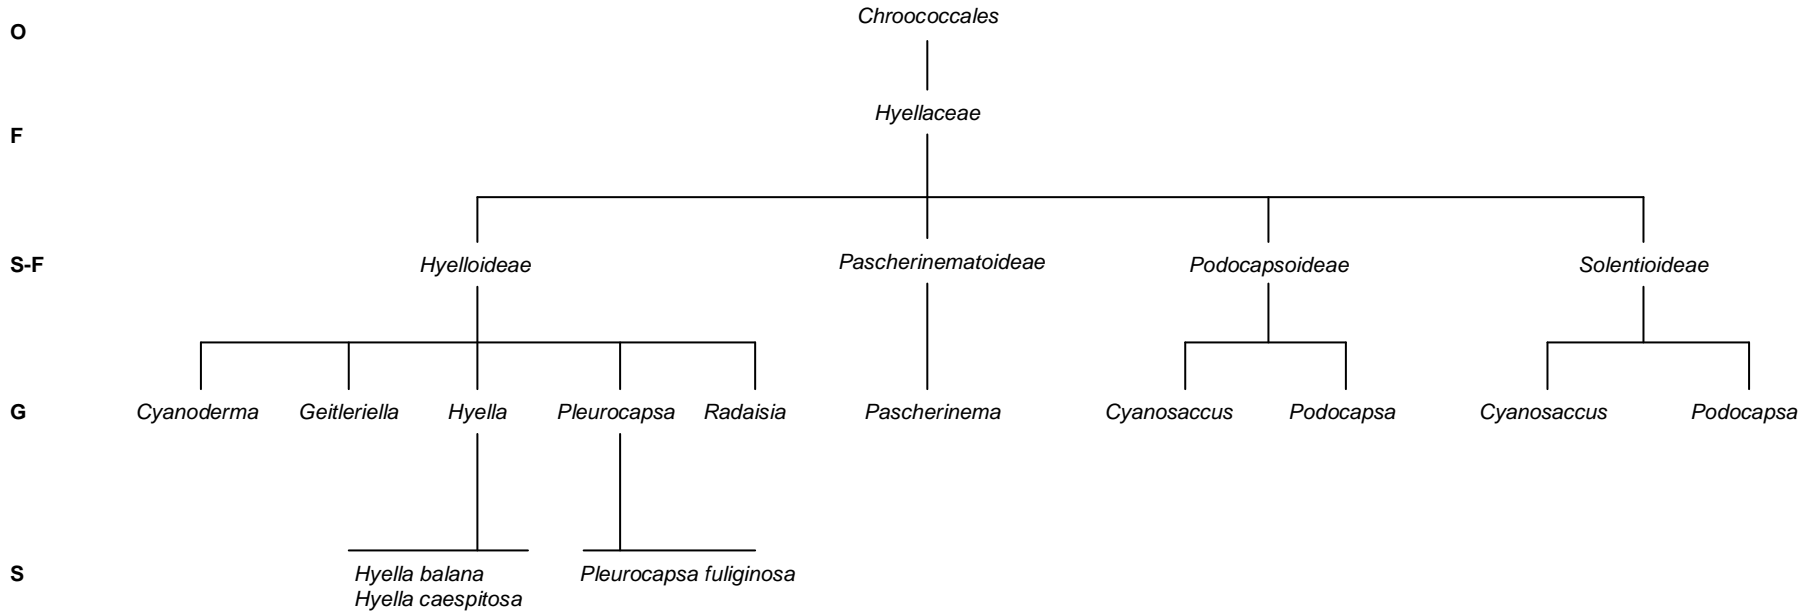 O
Chroococcales
F
Hyellaceae
S-F
Hyelloideae
Pascherinematoideae
Podocapsoideae
Solentioideae
G
Cyanoderma
Geitleriella
Hyella
Pleurocapsa
Radaisia
Pascherinema
Cyanosaccus
Podocapsa
Cyanosaccus
Podocapsa
S
Hyella balana
Hyella caespitosa
Pleurocapsa fuliginosa